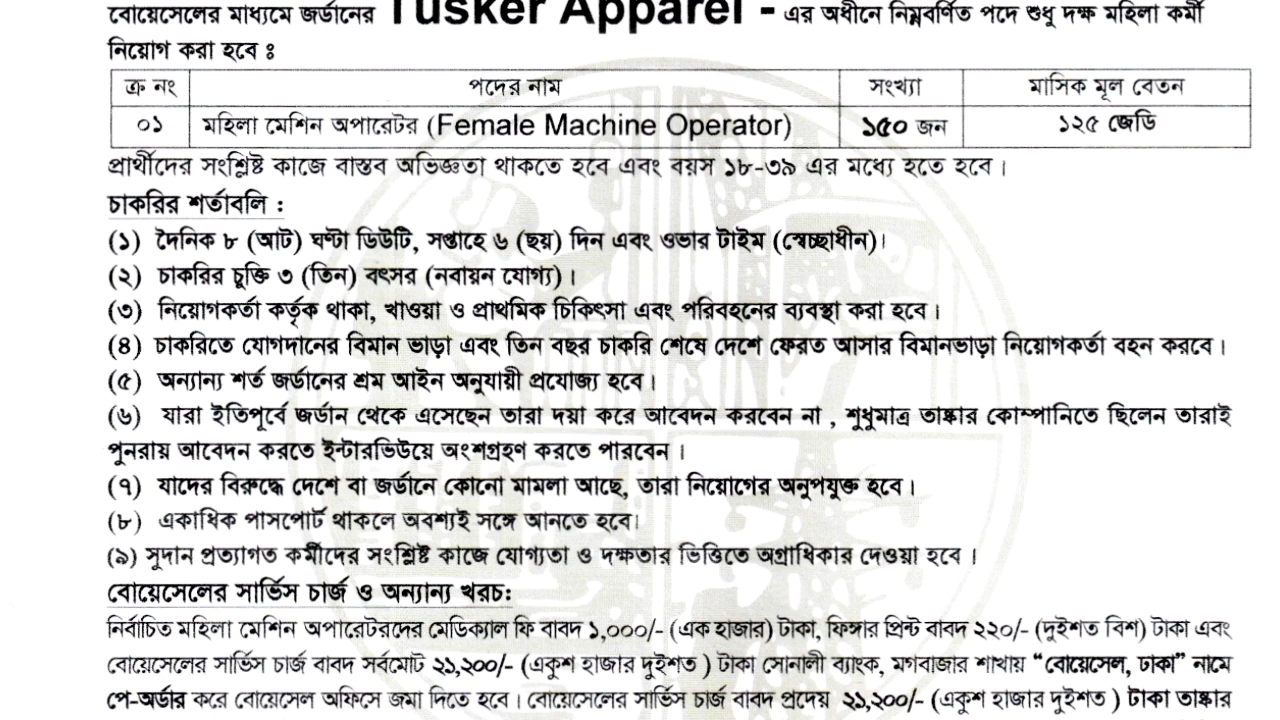 বোয়েসেলের মাধ্যমে জর্ডানের Tusker Apparel - এর অধীনে নিম্নবর্ণিত পদে শুধু দক্ষ মহিলা কর্মী
নিয়োগ করা হবে ঃ
ক্র নং পদের নাম সংখ্যা মাসিক মূল বেতন
০১ মহিলা মেশিন অপারেটর (Female Machine Operator) ১৫০ জন ১২৫ জেডি
প্রার্থীদের সংশ্লিষ্ট কাজে বাস্তব অভিজ্ঞতা থাকতে হবে এবং বয়স ১৮-৩৯ এর মধ্যে হতে হবে।
চাকরির শর্তাবলি :
(১) দৈনিক ৮ (আট) ঘণ্টা ডিউটি, সপ্তাহে ৬ (ছয়) দিন এবং ওভার টাইম (স্বেচ্ছাধীন)।
(২) চাকরির চুক্তি ৩ (তিন) বৎসর (নবায়ন যোগ্য)।
(৩) নিয়োগকর্তা কর্তৃক থাকা, খাওয়া ও প্রাথমিক চিকিৎসা এবং পরিবহনের ব্যবস্থা করা হবে।
(৪) চাকরিতে যোগদানের বিমান ভাড়া এবং তিন বছর চাকরি শেষে দেশে ফেরত আসার বিমানভাড়া নিয়োগকর্তা বহন করবে।
(৫) অন্যান্য শর্ত জর্ডানের শ্রম আইন অনুযায়ী প্রযোজ্য হবে।
(৬) যারা ইতিপূর্বে জর্ডান থেকে এসেছেন তারা দয়া করে আবেদন করবেন না , শুধুমাত্র তাস্কার কোম্পানিতে ছিলেন তারাই
পুনরায় আবেদন করতে ইন্টারভিউয়ে অংশগ্রহণ করতে পারবেন ।
(৭) যাদের বিরুদ্ধে দেশে বা জর্ডানে কোনো মামলা আছে, তারা নিয়োগের অনুপযুক্ত হবে।
(৮) একাধিক পাসপোর্ট থাকলে অবশ্যই সঙ্গে আনতে হবে।
(৯) সুদান প্রত্যাগত কর্মীদের সংশ্লিষ্ট কাজে যোগ্যতা ও দক্ষতার ভিত্তিতে অগ্রাধিকার দেওয়া হবে ।
বোয়েসেলের সার্ভিস চার্জ ও অন্যান্য খরচ:
নির্বাচিত মহিলা মেশিন অপারেটরদের মেডিক্যাল ফি বাবদ ১,০০০/- (এক হাজার) টাকা, ফিঙ্গার প্রিন্ট বাবদ ২২০/- (দুইশত বিশ) টাকা এবং
বোয়েসেলের সার্ভিস চার্জ বাবদ সর্বমোট ২১,২০০/- (একুশ হাজার দুইশত ) টাকা সোনালী ব্যাংক, মগবাজার শাখায় “বোয়েসেল, ঢাকা” নামে
পে-অর্ডার করে বোয়েসেল অফিসে জমা দিতে হবে। বোয়েসেলের সার্ভিস চার্জ বাবদ প্রদেয় ২১,২০০/- (একুশ হাজার দুইশত ) টাকা তাস্কার